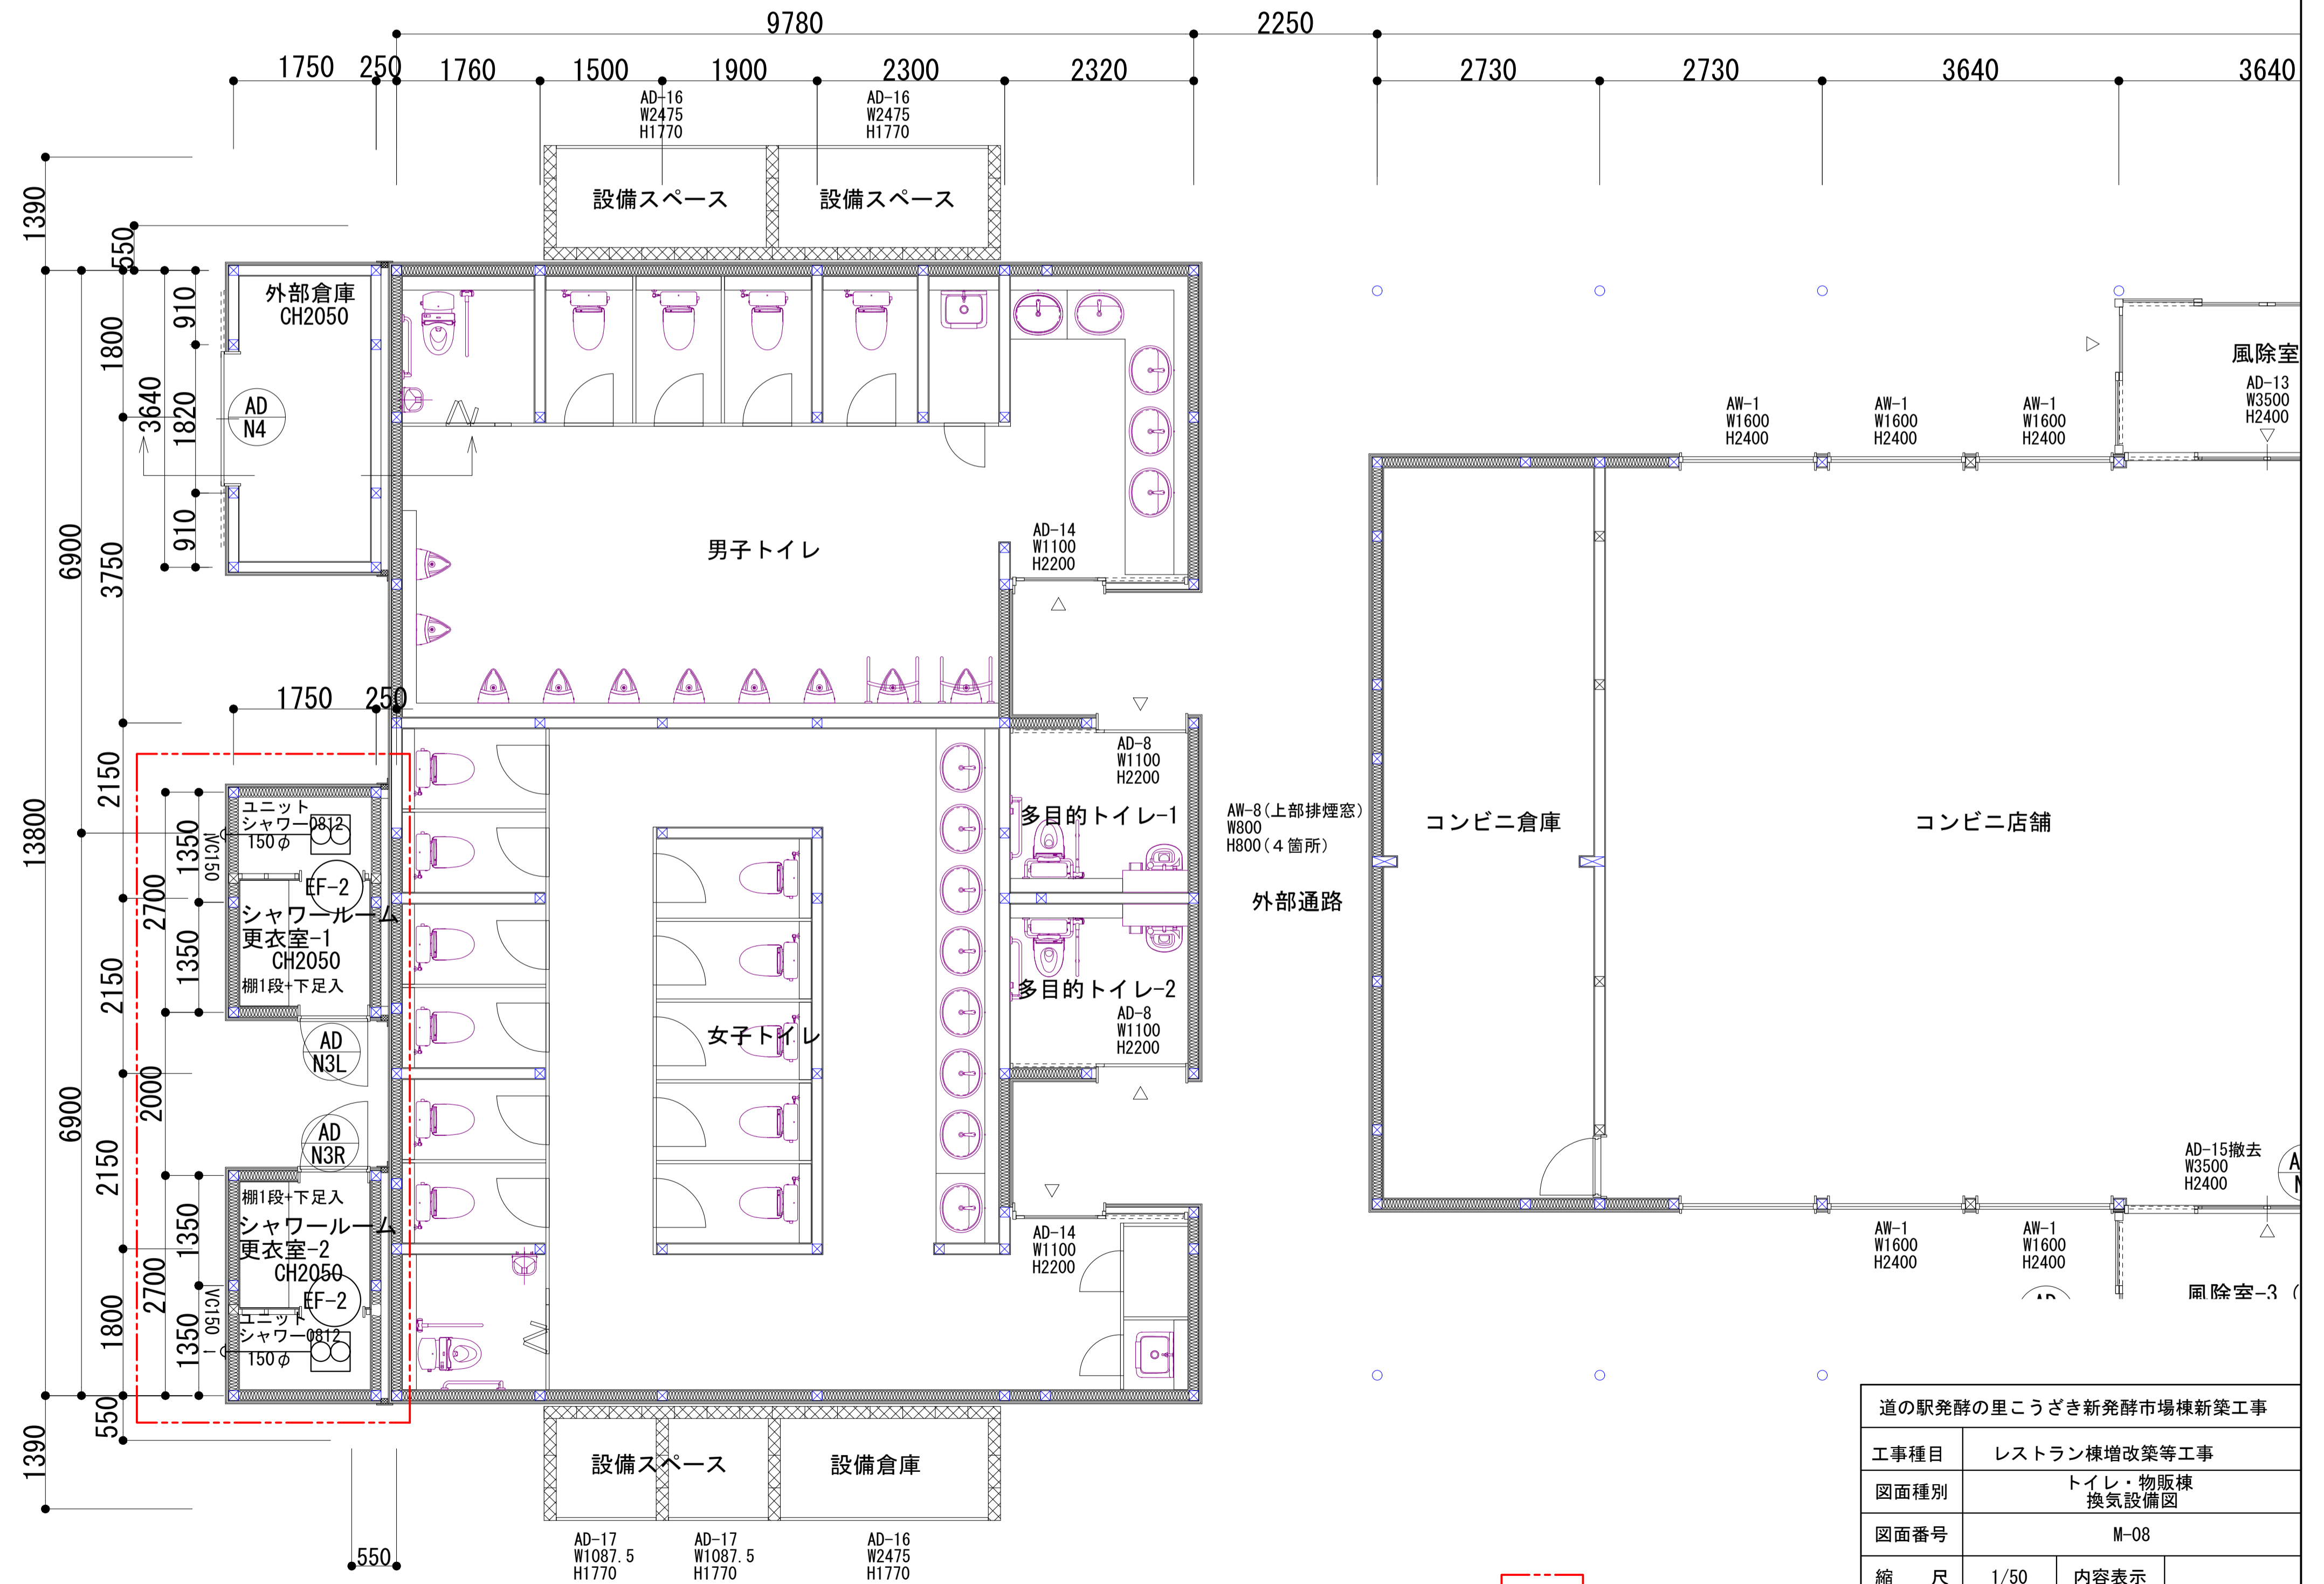 9780
2250
1750
250
1760
1500
1900
2300
2320
2730
2730
3640
3640
AD-16
W2475
H1770
AD-16
W2475
H1770
設備スペース
設備スペース
1390
550
外部倉庫
CH2050
910
1800
3640
1820
910
AD
N4
6900
3750
男子トイレ
AD-14
W1100
H2200
風除室
AD-13
W3500
H2400
AW-1
W1600
H2400
AW-1
W1600
H2400
AW-1
W1600
H2400
1750
250
2150
13800
ユニット
シャワー0812
150φ
VC150
1350
2700
1350
EF-2
シャワールーム
更衣室-1
CH2050
棚1段+下足入
AD-8
W1100
H2200
多目的トイレ-1
AW-8(上部排煙窓)
W800
H800(４箇所)
外部通路
コンビニ倉庫
コンビニ店舗
多目的トイレ-2
AD-8
W1100
H2200
女子トイレ
2150
AD
N3L
2000
6900
AD
N3R
2150
棚1段+下足入
シャワールーム
更衣室-2
CH2050
EF-2
ユニット
シャワー0812
150φ
VC150
1350
2700
1350
1800
550
1390
AD-14
W1100
H2200
AD-15撤去
W3500
H2400
AW-1
W1600
H2400
AW-1
W1600
H2400
AD
風除室-3
設備スペース
設備倉庫
550
AD-17
W1087.5
H1770
AD-17
W1087.5
H1770
AD-16
W2475
H1770
道の駅発酵の里こうざき新発酵市場棟新築工事
工事種目
レストラン棟増改築等工事
図面種別
トイレ・物販棟
換気設備図
図面番号
M-08
縮 尺
1/50
内容表示